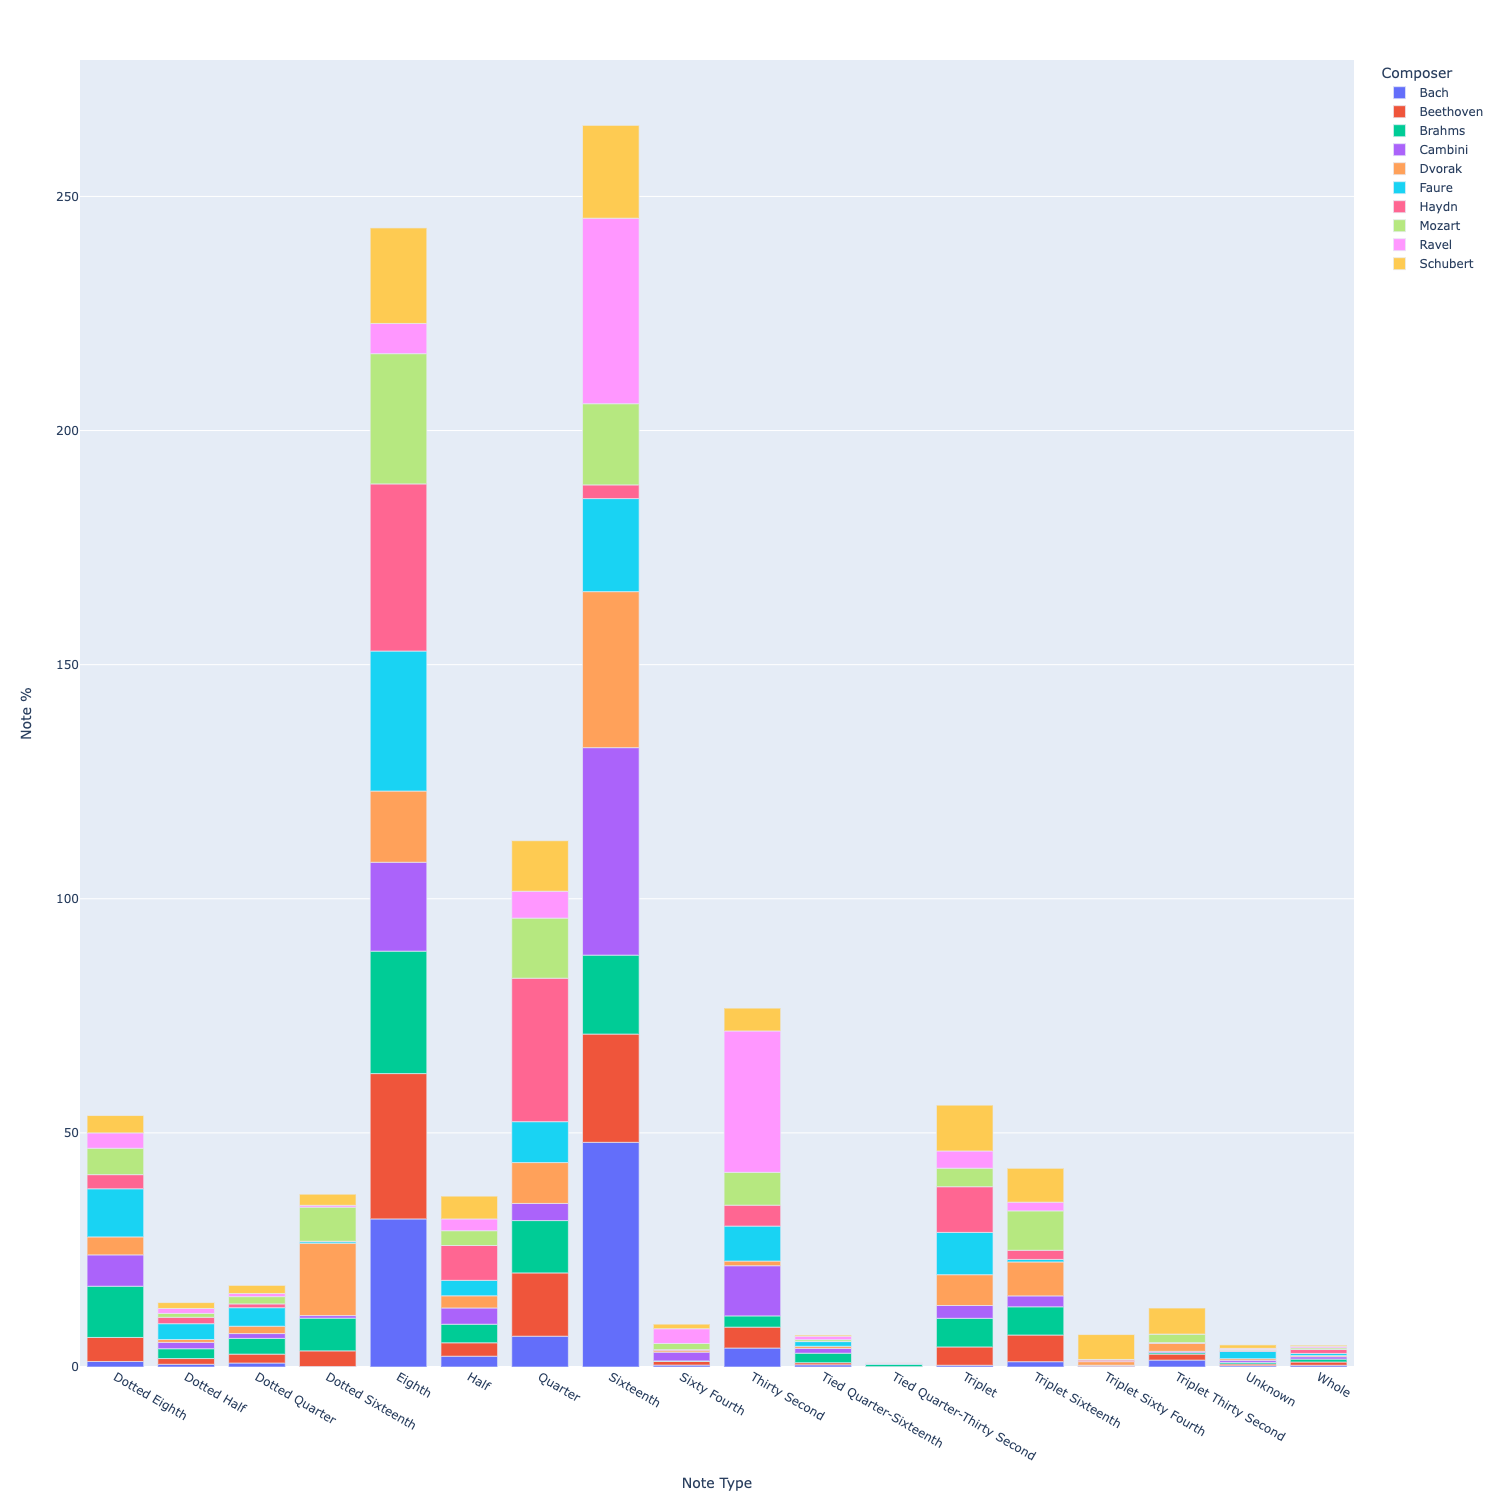 Composer
Bach
Beethoven
Brahms
Cambini
Dvorak
Faure
Haydn
Mozart
Ravel
Schubert
Note %
250
200
150
100
50
0
Dotted Eighth
Dotted Half
Dotted Quarter
Dotted Sixteenth
Eighth
Half
Quarter
Sixteenth
Sixty Fourth
Thirty Second
Tied Quarter-Sixteenth
Tied Quarter-Thirty Second
Triplet
Triplet Sixteenth
Triplet Sixty Fourth
Triplet Thirty Second
Unknown
Whole
Note Type